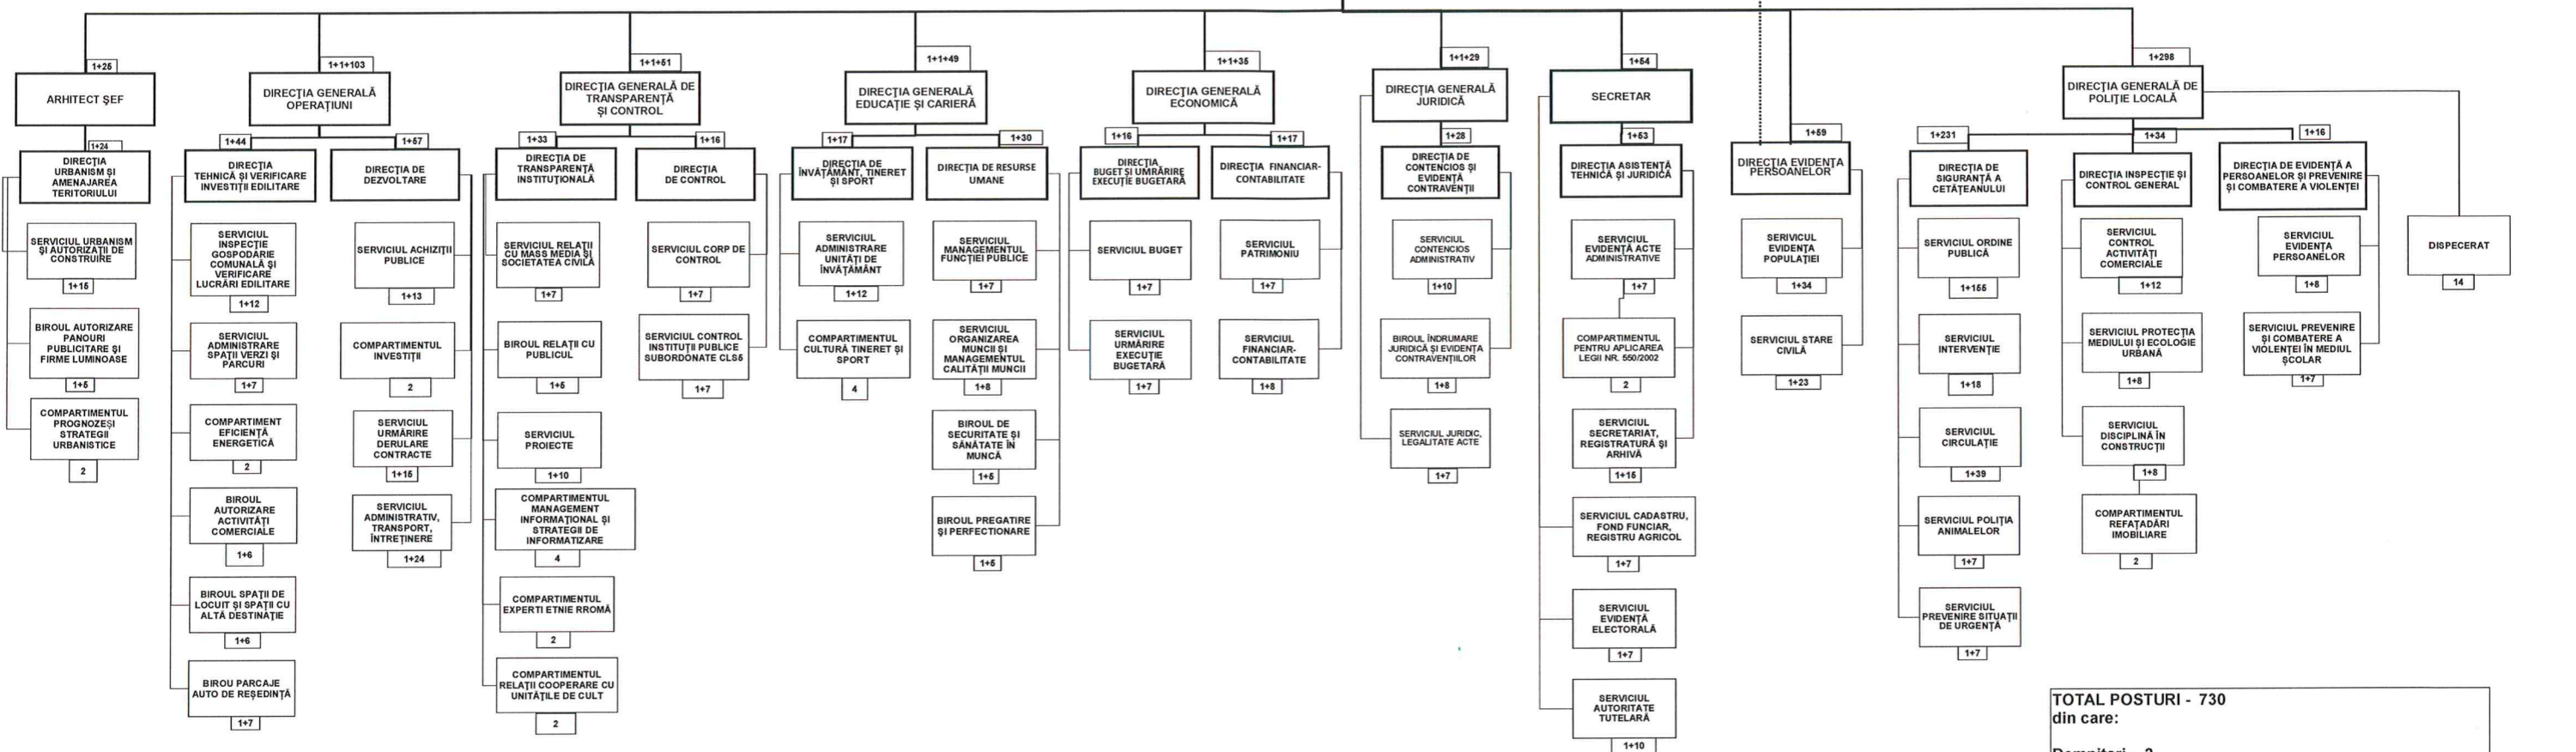 1+25
ARHITECT ŞEF
1+24
DIRECŢIA
URBANISM ŞI
AMENAJAREA
TERITORIULUI
SERVICIUL URBANISM
ŞI AUTORIZAŢII DE
CONSTRUIRE
1+15
BIROUL AUTORIZARE
PANOURI
PUBLICITARE ŞI
FIRME LUMINOASE
1+5
COMPARTIMENTUL
PROGNOZEŞI
STRATEGII
URBANISTICE
2
1+1+103
DIRECŢIA GENERALĂ
OPERAŢIUNI
1+44
DIRECŢIA
TEHNICĂ ŞI VERIFICARE
INVESTIŢII EDILITARE
SERVICIUL
INSPECŢIE
GOSPODĂRIE
COMUNALĂ ŞI
VERIFICARE
LUCRĂRI EDILITARE
1+12
SERVICIUL
ADMINISTRARE
SPAŢII VERZI ŞI
PARCURI
1+7
COMPARTIMENT
EFICIENŢĂ
ENERGETICĂ
2
BIROUL
AUTORIZARE
ACTIVITĂŢI
COMERCIALE
1+6
BIROUL SPAŢII DE
LOCUIT ŞI SPAŢII CU
ALTĂ DESTINAŢIE
1+6
BIROU PARCAJE
AUTO DE REŞEDINŢĂ
1+7
1+57
DIRECŢIA DE
DEZVOLTARE
SERVICIUL ACHIZIŢII
PUBLICE
1+13
COMPARTIMENTUL
INVESTIŢII
2
SERVICIUL
URMĂRIRE
DERULARE
CONTRACTE
1+15
SERVICIUL
ADMINISTRATIV,
TRANSPORT,
ÎNTREŢINERE
1+24
1+1+51
DIRECŢIA GENERALĂ DE
TRANSPARENŢĂ
ŞI CONTROL
1+33
DIRECŢIA DE
TRANSPARENŢĂ
INSTITUŢIONALĂ
SERVICIUL RELAŢII
CU MASS MEDIA ŞI
SOCIETATEA CIVILĂ
1+7
BIROUL RELAŢII CU
PUBLICUL
1+5
SERVICIUL
PROIECTE
1+10
COMPARTIMENTUL
MANAGEMENT
INFORMAŢIONAL ŞI
STRATEGII DE
INFORMATIZARE
4
COMPARTIMENTUL
EXPERTI ETNIE RROMĂ
2
COMPARTIMENTUL
RELAŢII COOPERARE CU
UNITĂŢILE DE CULT
2
1+16
DIRECŢIA
DE CONTROL
SERVICIUL CORP DE
CONTROL
1+7
SERVICIUL CONTROL
INSTITUŢII PUBLICE
SUBORDONATE CLS5
1+7
1+1+49
DIRECŢIA GENERALĂ
EDUCAŢIE ŞI CARIERĂ
1+17
DIRECŢIA DE
ÎNVĂŢĂMÂNT, TINERET
ŞI SPORT
SERVICIUL
ADMINISTRARE
UNITĂŢI DE
ÎNVĂŢĂMÂNT
1+12
COMPARTIMENTUL
CULTURĂ TINERET ŞI
SPORT
4
1+30
DIRECŢIA DE RESURSE
UMANE
SERVICIUL
MANAGEMENTUL
FUNCŢIEI PUBLICE
1+7
SERVICIUL
ORGANIZAREA
MUNCII ŞI
MANAGEMENTUL
CALITĂŢII MUNCII
1+8
BIROUL DE
SECURITATE ŞI
SĂNĂTATE ÎN
MUNCĂ
1+5
BIROUL PREGATIRE
ŞI PERFECTIONARE
1+5
1+1+35
DIRECŢIA GENERALĂ
ECONOMICĂ
1+16
DIRECŢIA
BUGET ŞI UMRĂRIRE
EXECUŢIE BUGETARĂ
SERVICIUL BUGET
1+7
SERVICIUL
URMĂRIRE
EXECUŢIE
BUGETARĂ
1+7
1+17
DIRECŢIA FINANCIAR-
CONTABILITATE
SERVICIUL
PATRIMONIU
1+7
SERVICIUL
FINANCIAR-
CONTABILITATE
1+8
1+1+29
DIRECŢIA GENERALĂ
JURIDICĂ
1+28
DIRECŢIA DE
CONTENCIOS ŞI
EVIDENŢĂ
CONTRAVENŢII
SERVICIUL
CONTENCIOS
ADMINISTRATIV
1+10
BIROUL ÎNDRUMARE
JURIDICĂ ŞI EVIDENŢA
CONTRAVENŢIILOR
1+8
SERVICIUL JURIDIC,
LEGALITATE ACTE
1+7
1+54
SECRETAR
1+53
DIRECŢIA ASISTENŢĂ
TEHNICĂ ŞI JURIDICĂ
SERVICIUL
EVIDENŢĂ ACTE
ADMINISTRATIVE
1+7
COMPARTIMENTUL
PENTRU APLICAREA
LEGII NR. 550/2002
2
SERVICIUL
SECRETARIAT,
REGISTRATURĂ ŞI
ARHIVĂ
1+15
SERVICIUL CADASTRU,
FOND FUNCIAR,
REGISTRU AGRICOL
1+7
SERVICIUL
EVIDENŢĂ
ELECTORALĂ
1+7
SERVICIUL
AUTORITATE
TUTELARĂ
1+10
1+59
DIRECŢIA EVIDENŢA
PERSOANELOR
SERIVICUL
EVIDENŢA
POPULAŢIEI
1+34
SERVICIUL STARE
CIVILĂ
1+23
1+298
DIRECŢIA GENERALĂ DE
POLIŢIE LOCALĂ
1+231
DIRECŢIA DE
SIGURANŢĂ A
CETĂŢEANULUI
SERVICIUL ORDINE
PUBLICĂ
1+155
SERVICIUL
INTERVENŢIE
1+18
SERVICIUL
CIRCULAŢIE
1+39
SERVICIUL POLIŢIA
ANIMALELOR
1+7
SERVICIUL
PREVENIRE SITUAŢII
DE URGENŢĂ
1+7
1+34
DIRECŢIA INSPECŢIE ŞI
CONTROL GENERAL
SERVICIUL
CONTROL
ACTIVITĂŢI
COMERCIALE
1+12
SERVICIUL PROTECŢIA
MEDIULUI ŞI ECOLOGIE
URBANĂ
1+8
SERVICIUL
DISCIPLINĂ ÎN
CONSTRUCŢII
1+8
COMPARTIMENTUL
REFAŢADĂRI
IMOBILIARE
2
1+16
DIRECŢIA DE EVIDENŢĂ A
PERSOANELOR ŞI PREVENIRE
ŞI COMBATERE A VIOLENŢEI
SERVICIUL
EVIDENŢA
PERSOANELOR
1+8
SERVICIUL PREVENIRE
ŞI COMBATERE A
VIOLENŢEI ÎN MEDIUL
ŞCOLAR
1+7
DISPECERAT
14
TOTAL POSTURI - 730
din care: